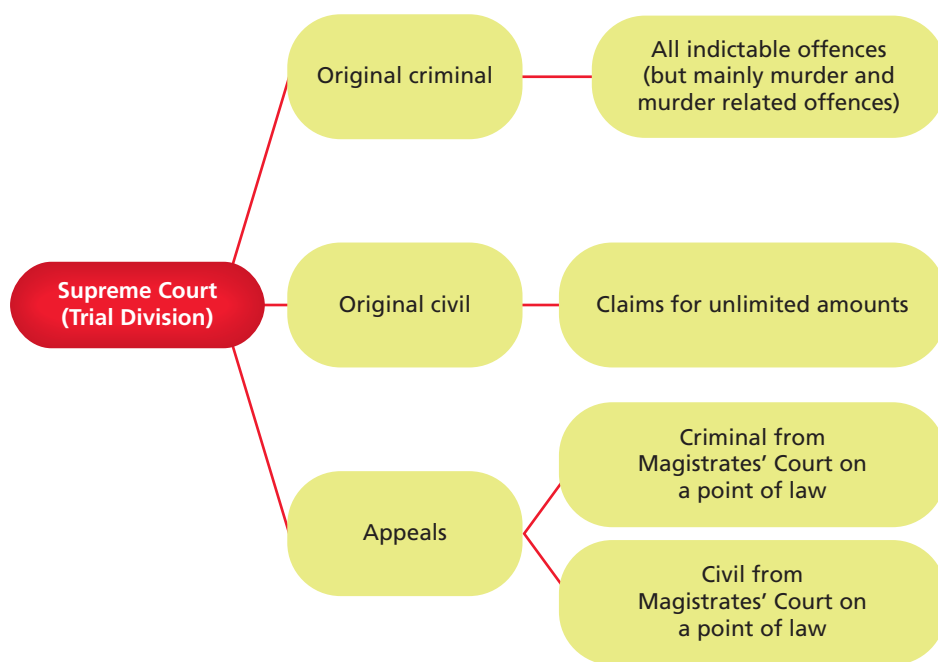 Supreme Court
(Trial Division)
Original criminal
All indictable offences
(but mainly murder and
murder related offences)
Original civil
Claims for unlimited amounts
Appeals
Criminal from
Magistrates’ Court on
a point of law
Civil from
Magistrates’ Court on
a point of law